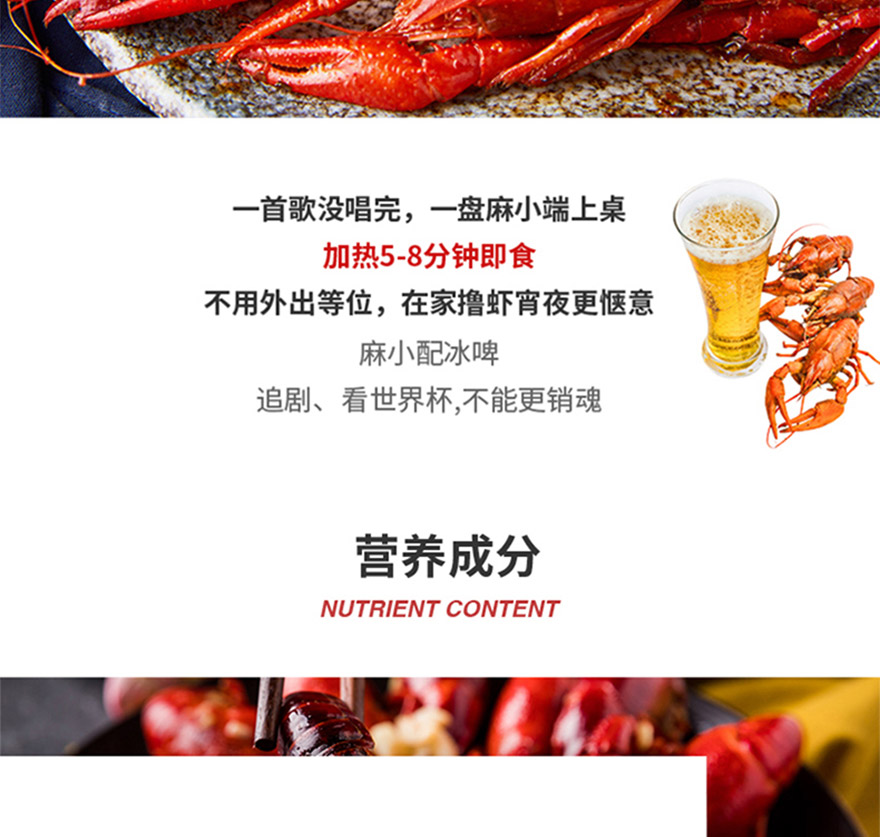 一首歌没唱完，一盘麻小端上桌
加热5-8分钟即食
不用外出等位，在家撸虾宵夜更惬意
麻小配冰啤
追剧、看世界杯,不能更销魂
营养成分
NUTRIENT CONTENT